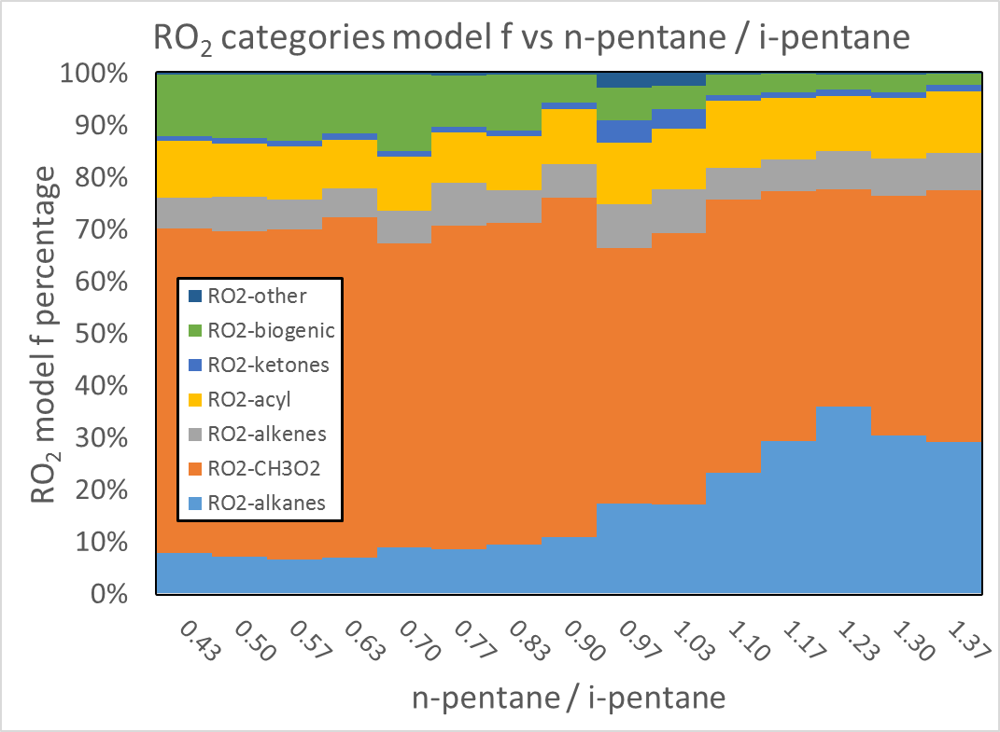 RO2 categories model f vs n-pentane / i-pentane
RO2 model f percentage
100%
90%
80%
70%
60%
50%
40%
30%
20%
10%
0%
RO2-other
RO2-biogenic
RO2-ketones
RO2-acyl
RO2-alkenes
RO2-CH3O2
RO2-alkanes
0.43 0.50 0.57 0.63 0.70 0.77 0.83 0.90 0.97 1.03 1.10 1.17 1.23 1.30 1.37
n-pentane / i-pentane